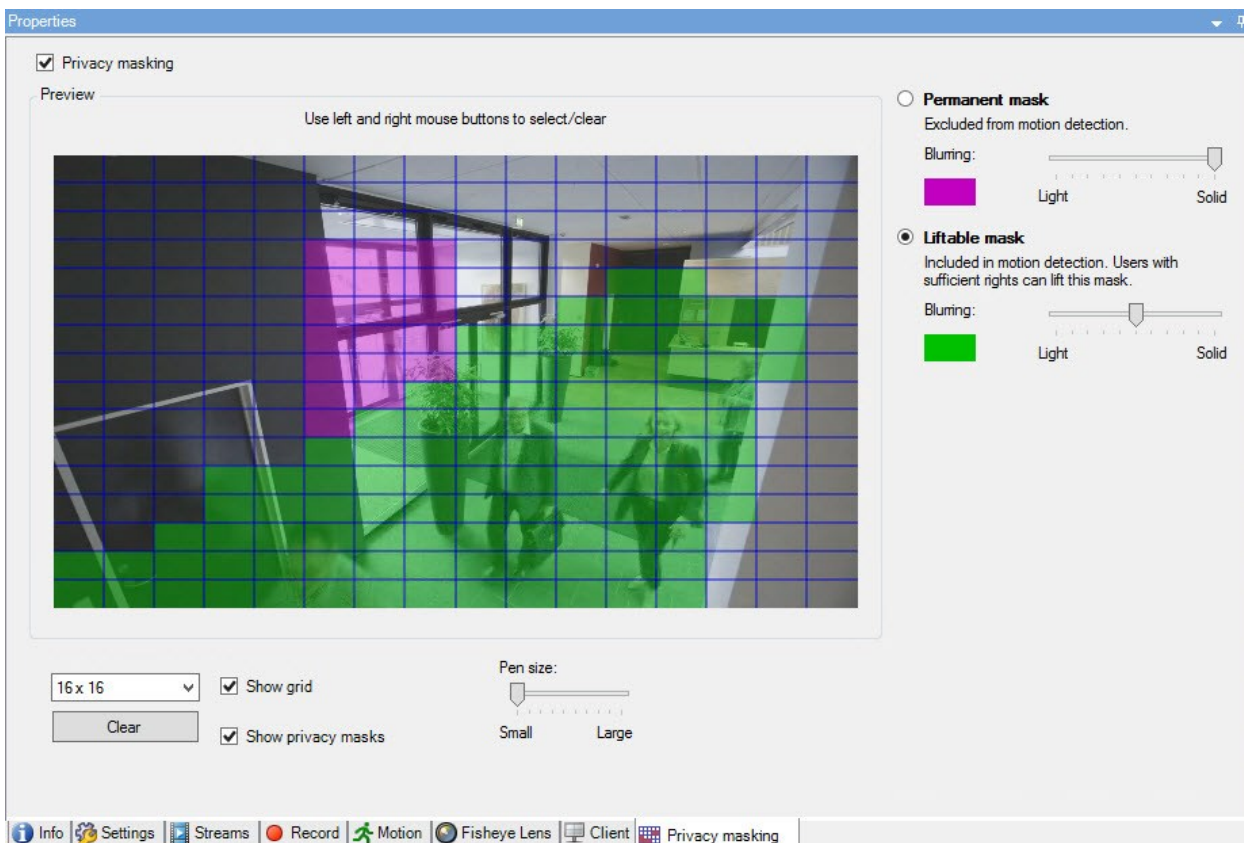 Properties
Privacy masking
Preview
Use left and right mouse buttons to select/clear
Permanent mask
Excluded from motion detection.
Blurring:
Light Solid
Liftable mask
Included in motion detection. Users with
sufficient rights can lift this mask.
Blurring:
Light Solid
16 x 16
Show grid
Clear
Show privacy masks
Pen size:
Small Large
Info Settings Streams Record Motion Fisheye Lens Client Privacy masking